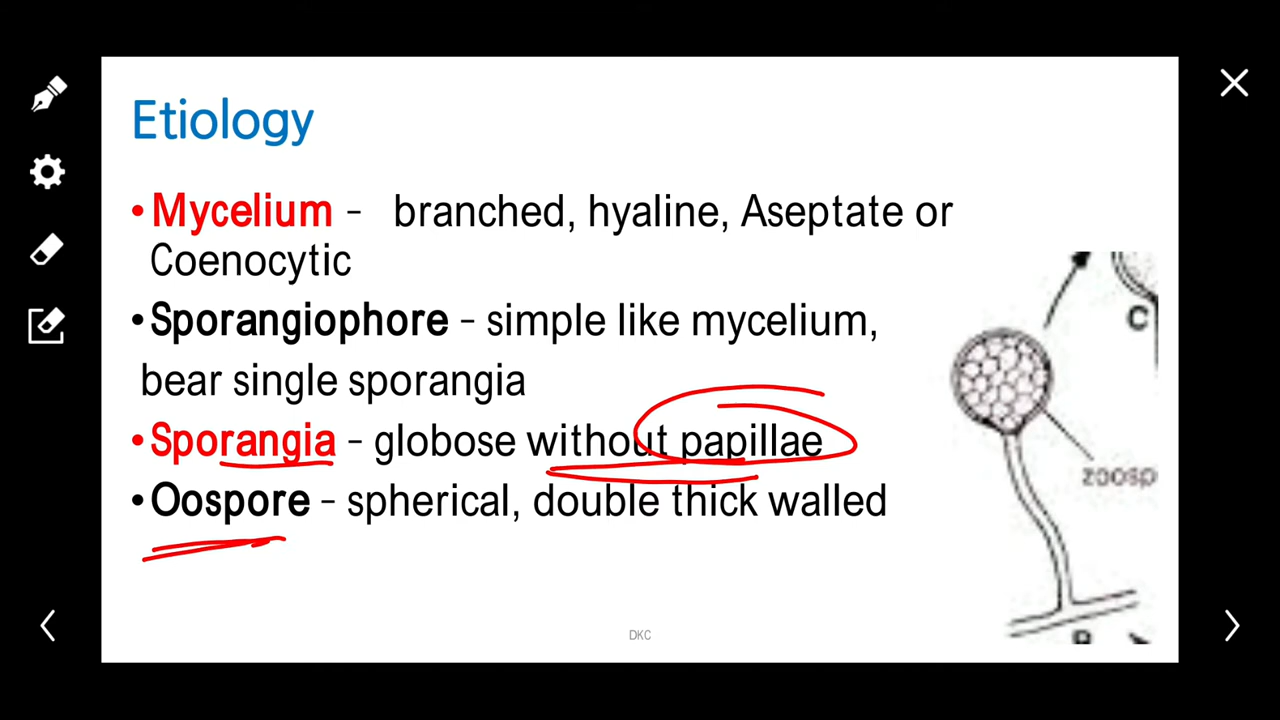 Etiology
•Mycelium – branched, hyaline, Aseptate or
Coenocytic
•Sporangiophore – simple like mycelium,
bear single sporangia
•Sporangia – globose without papillae
•Oospore – spherical, double thick walled
C
zoosp
B
DKC